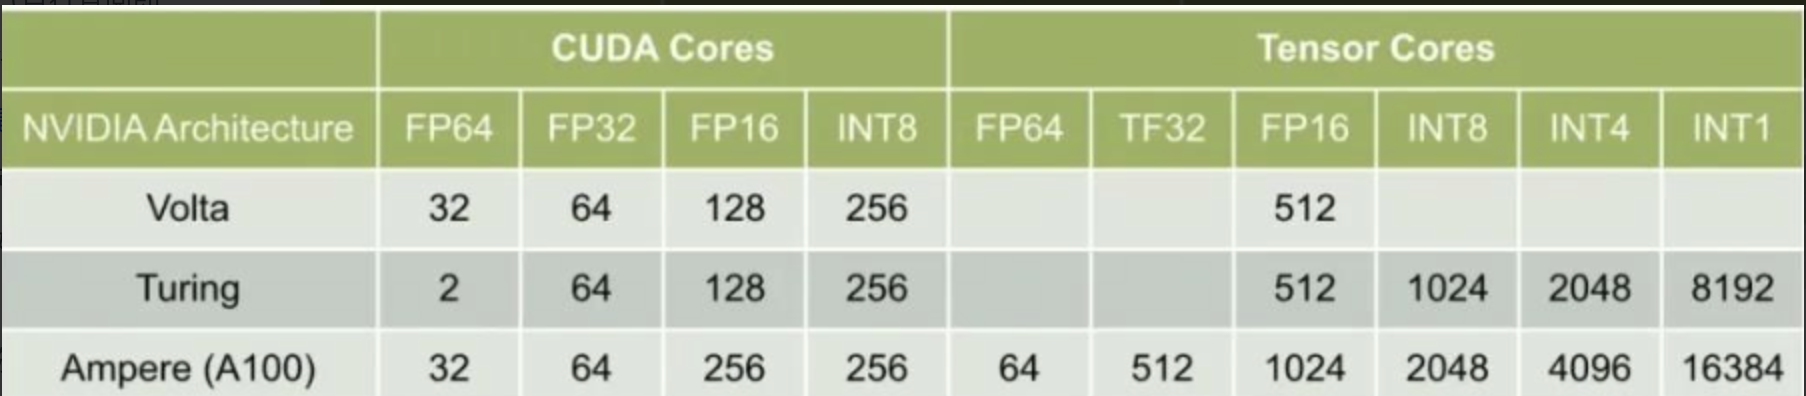 CUDA Cores Tensor Cores
NVIDIA Architecture FP64 FP32 FP16 INT8 FP64 TF32 FP16 INT8 INT4 INT1
Volta 32 64 128 256 512
Turing 2 64 128 256 512 1024 2048 8192
Ampere (A100) 32 64 256 256 64 512 1024 2048 4096 16384